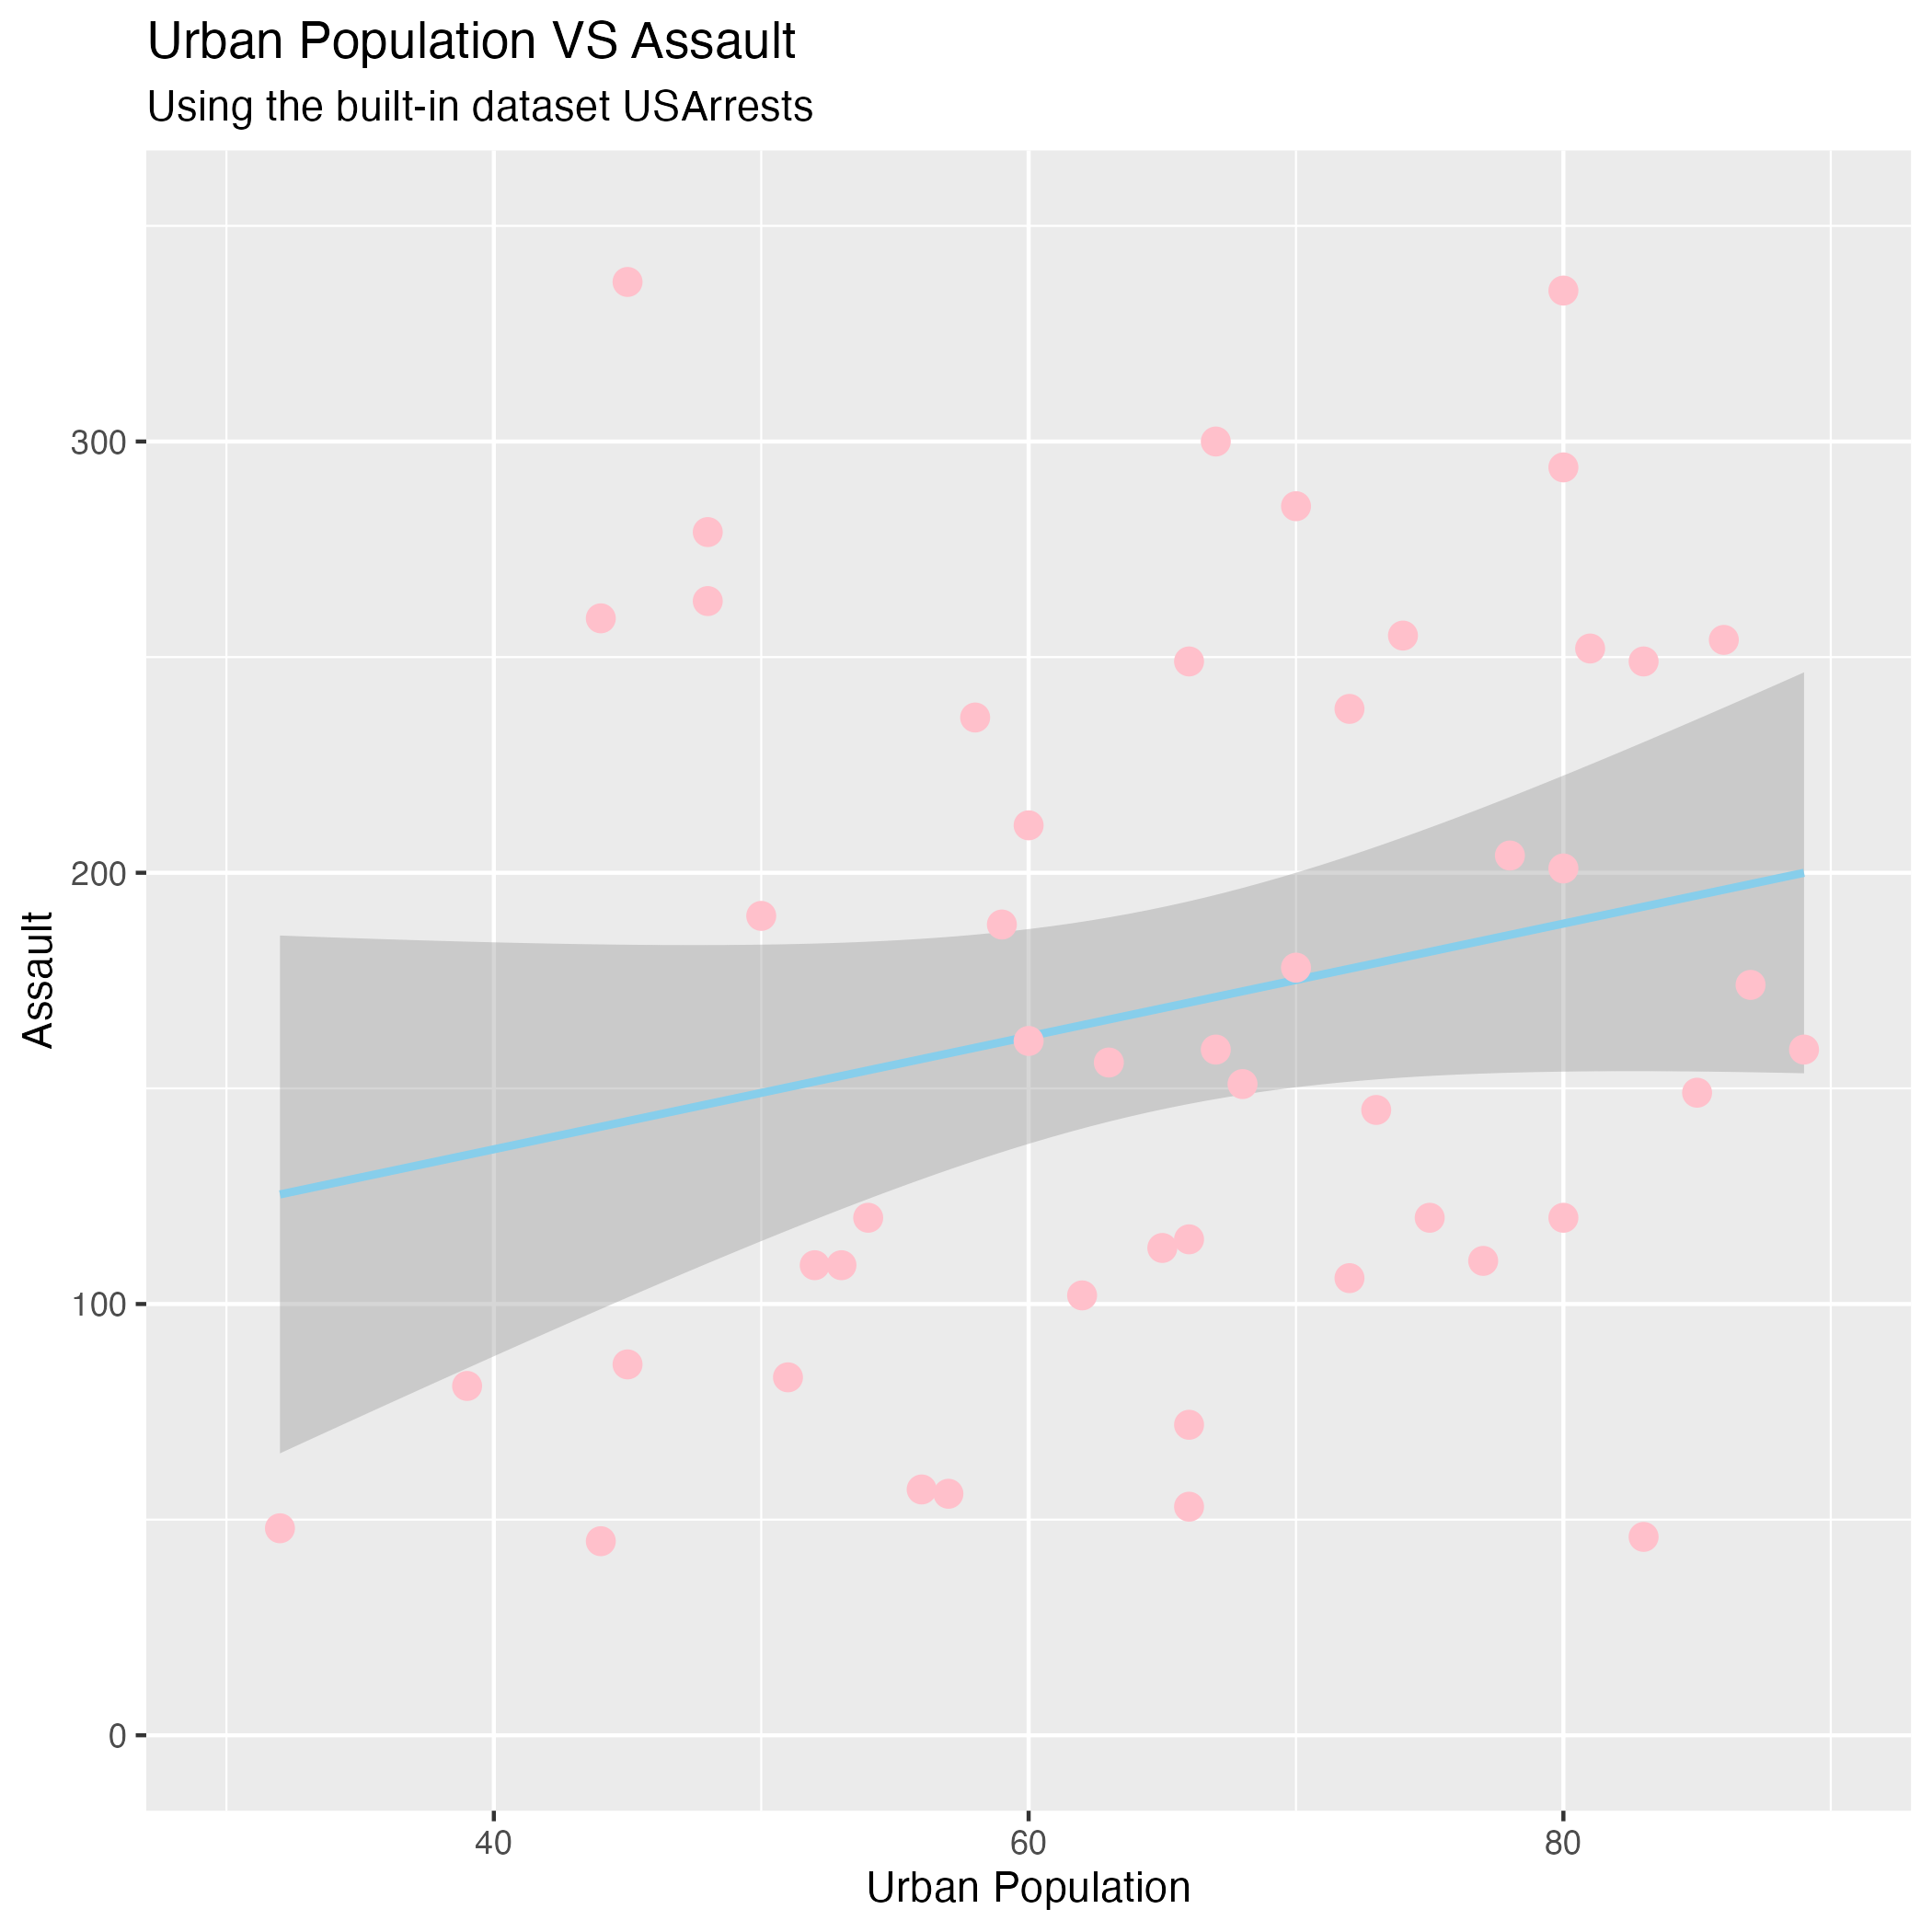 Urban Population VS Assault
Using the built-in dataset USArrests
300
200
100
0
Assault
40 60 80
Urban Population